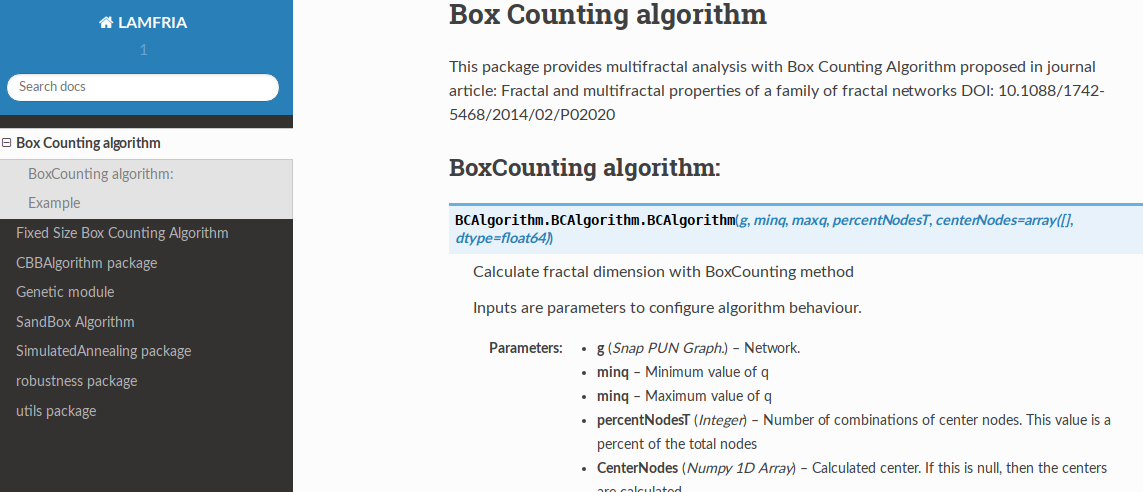 LAMFRIA
1
Search docs
Box Counting algorithm
BoxCounting algorithm:
Example
Fixed Size Box Counting Algorithm
CBBAlgorithm package
Genetic module
SandBox Algorithm
SimulatedAnnealing package
robustness package
utils package
Box Counting algorithm
This package provides multifractal analysis with Box Counting Algorithm proposed in journal
article: Fractal and multifractal properties of a family of fractal networks DOI: 10.1088/1742-
5468/2014/02/P02020
BoxCounting algorithm:
BCAlgorithm.BCAlgorithm.BCAlgorithm(g, minq, maxq, percentNodesT, centerNodes=array([],
dtype=float64))
Calculate fractal dimension with BoxCounting method
Inputs are parameters to configure algorithm behaviour.
Parameters: • g (Snap PUN Graph.) – Network.
• minq – Minimum value of q
• minq – Maximum value of q
• percentNodesT (Integer) – Number of combinations of center nodes. This value is a
percent of the total nodes
• CenterNodes (Numpy 1D Array) – Calculated center. If this is null, then the centers
are calculated